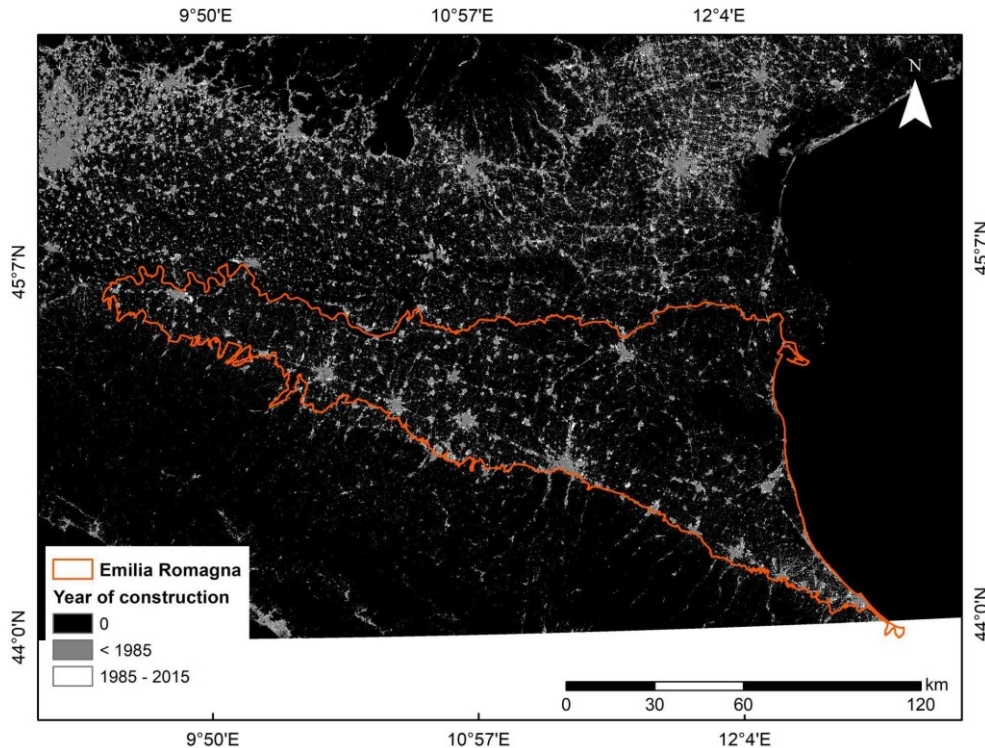 9°50'E 10°57'E 12°4'E
N
45°7'N 45°7'N
Emilia Romagna
Year of construction
0
< 1985
1985 - 2015
44°0'N 44°0'N
km
0 30 60 120
9°50'E 10°57'E 12°4'E